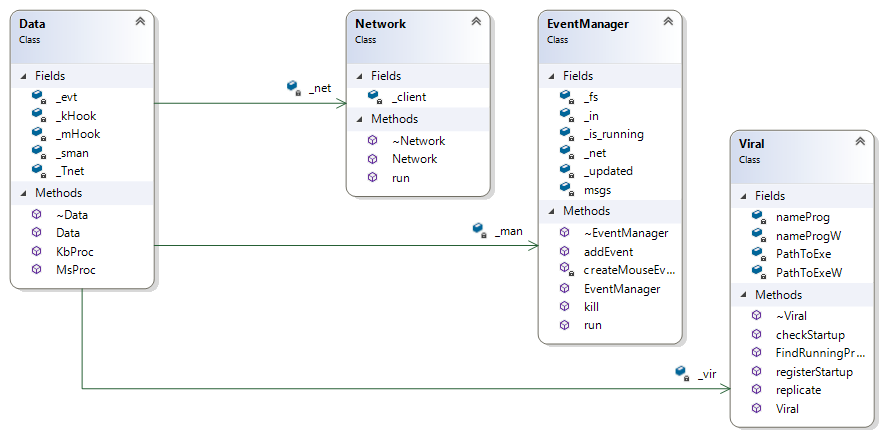 Data
Class
Fields
_evt
_kHook
_mHook
_sman
_Tnet
Methods
~Data
Data
KbProc
MsProc
_net
Network
Class
Fields
_client
Methods
~Network
Network
run
_man
EventManager
Class
Fields
_fs
_in
_is_running
_net
_updated
msgs
Methods
~EventManager
addEvent
createMouseEv...
EventManager
kill
run
_vir
Viral
Class
Fields
nameProg
nameProgW
PathToExe
PathToExeW
Methods
~Viral
checkStartup
FindRunningPr...
registerStartup
replicate
Viral